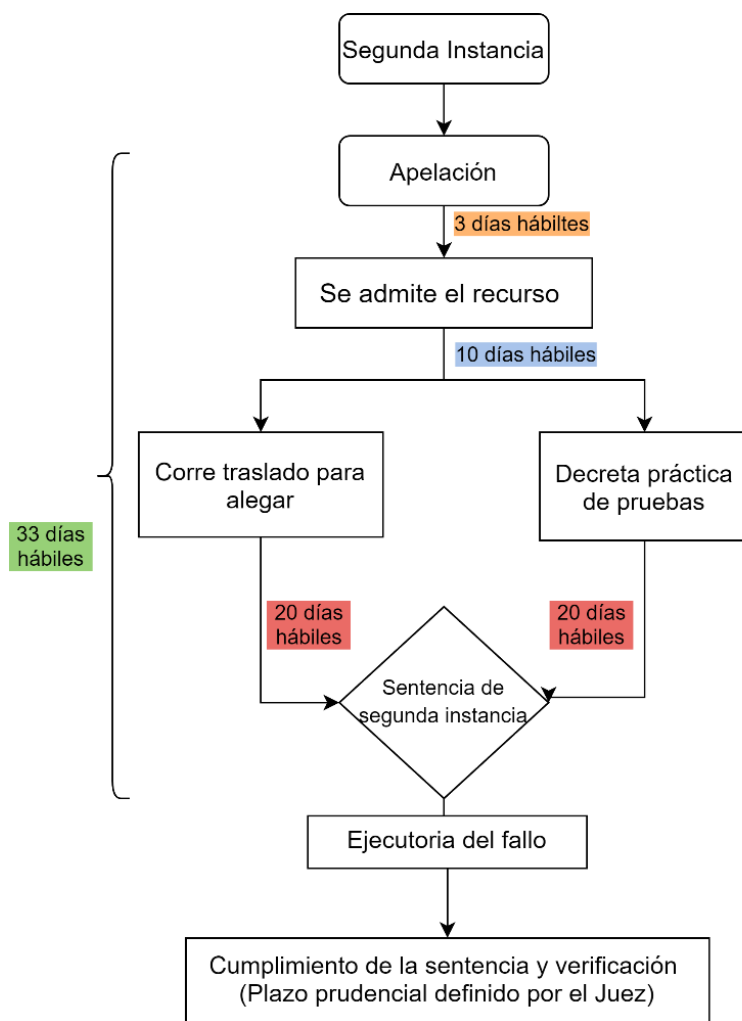 Segunda Instancia
Apelación
3 días hábiltes
Se admite el recurso
10 días hábiles
Corre traslado para
alegar
Decreta práctica
de pruebas
33 días
hábiles
20 días
hábiles
20 días
hábiles
Sentencia de
segunda instancia
Ejecutoria del fallo
Cumplimiento de la sentencia y verificación
(Plazo prudencial definido por el Juez)